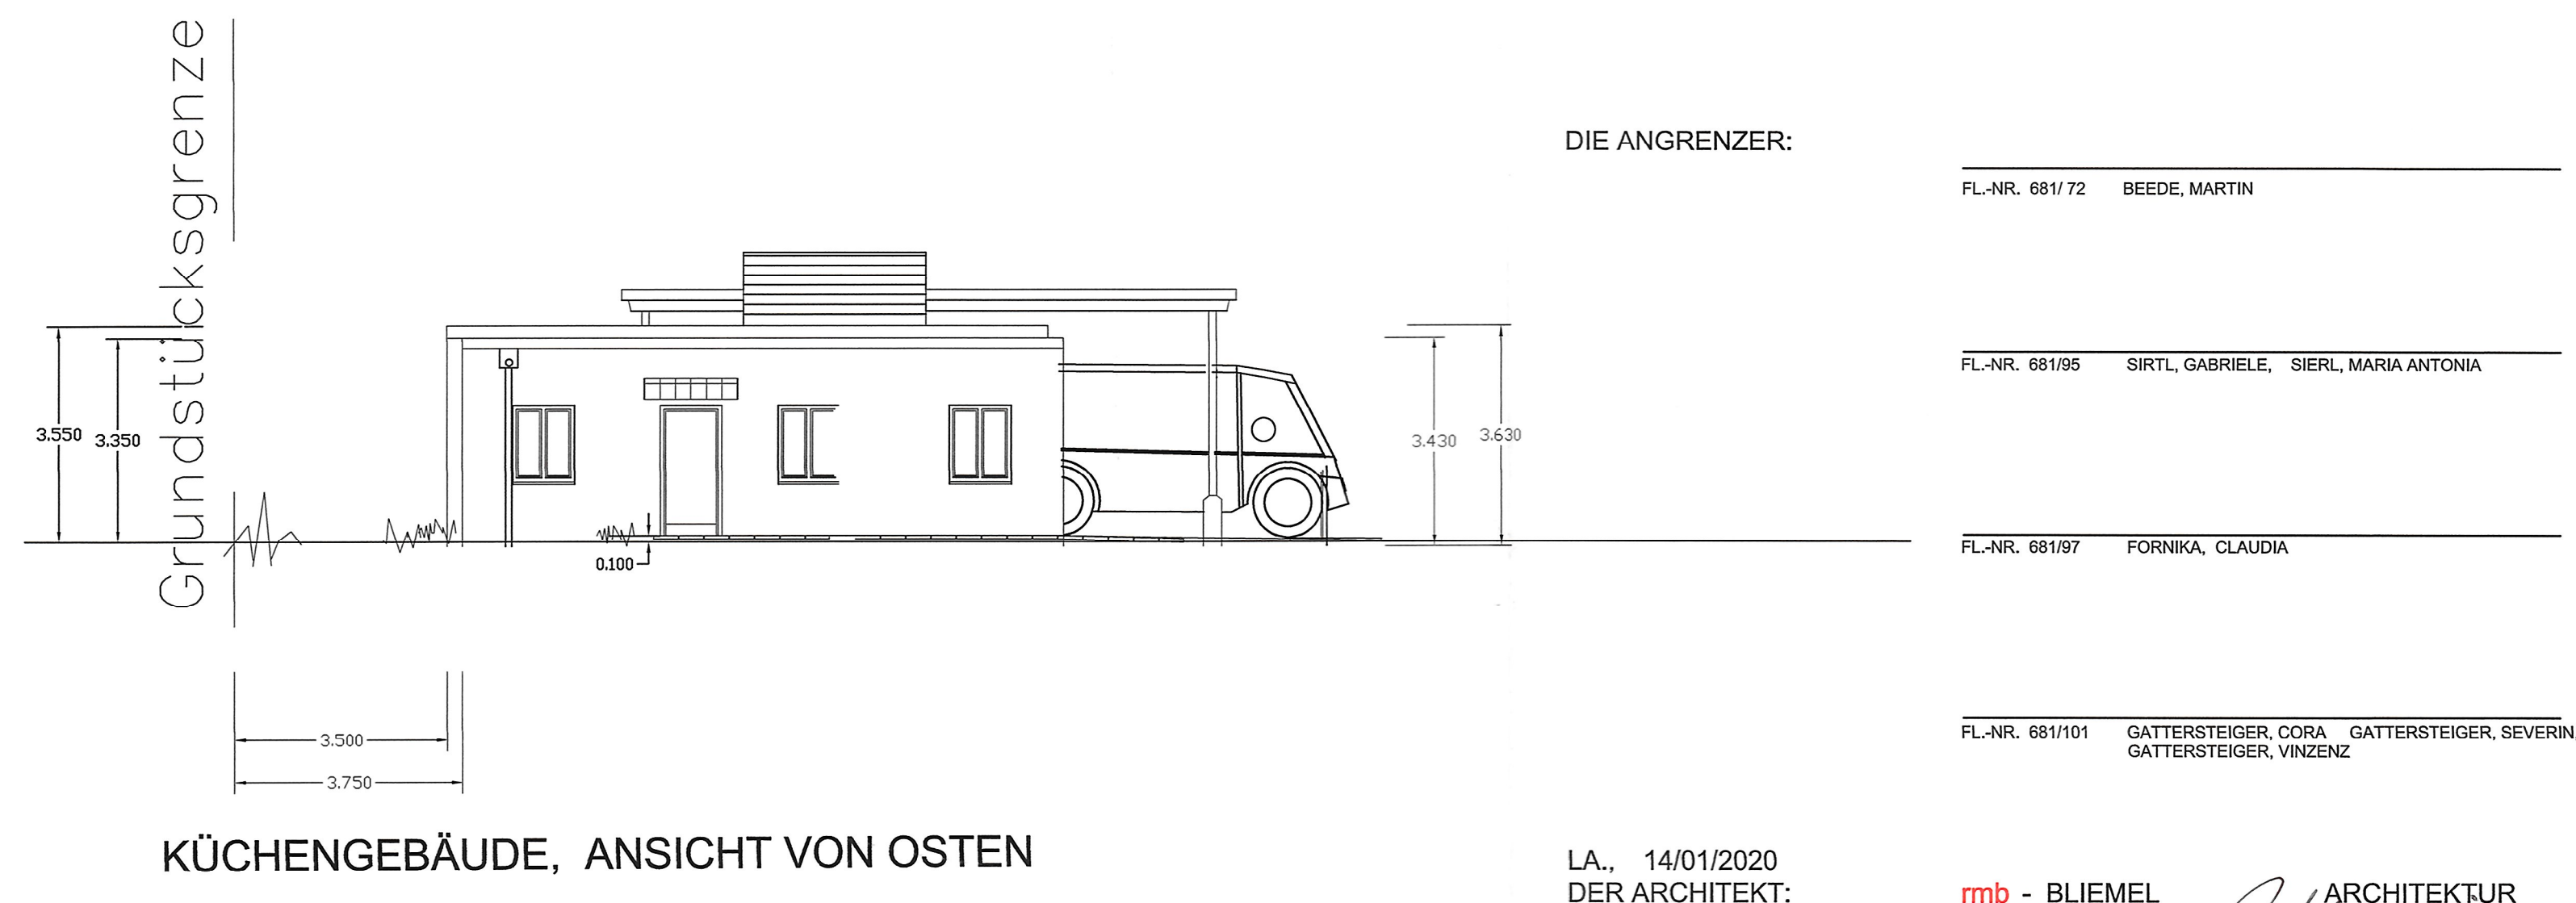 Grundstücksgrenze
DIE ANGRENZER:
FL.-NR. 681/ 72 BEEDE, MARTIN
FL.-NR. 681/95 SIRTL, GABRIELE, SIERL, MARIA ANTONIA
3.550 3.350
3.430 3.630
FL.-NR. 681/97 FORNIKA, CLAUDIA
0.100
FL.-NR. 681/101 GATTERSTEIGER, CORA GATTERSTEIGER, SEVERIN
GATTERSTEIGER, VINZENZ
3.500
3.750
KÜCHENGEBÄUDE, ANSICHT VON OSTEN
LA., 14/01/2020
DER ARCHITEKT:
rmb - BLIEMEL ARCHITEKTUR